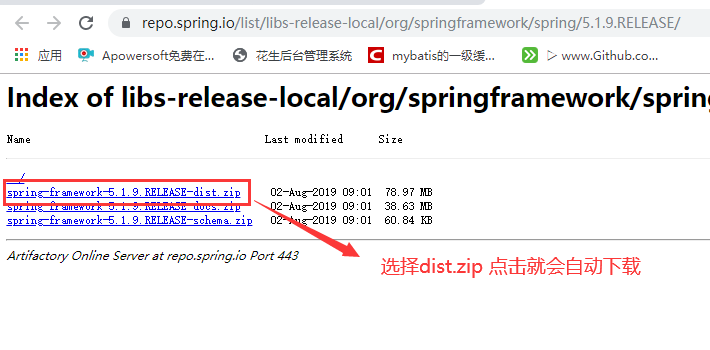 repo.spring.io/list/libs-release-local/org/springframework/spring/5.1.9.RELEASE/
应用 Apowersoft免费在... 花生后台管理系统 C mybatis的一级缓... ▷ www.Github.co...
Index of libs-release-local/org/springframework/spring
Name Last modified Size
../
spring-framework-5.1.9.RELEASE-dist.zip 02-Aug-2019 09:01 78.97 MB
spring-framework-5.1.9.RELEASE-docs.zip 02-Aug-2019 09:01 38.63 MB
spring-framework-5.1.9.RELEASE-schema.zip 02-Aug-2019 09:01 60.84 KB
Artifactory Online Server at repo.spring.io Port 443
选择dist.zip 点击就会自动下载